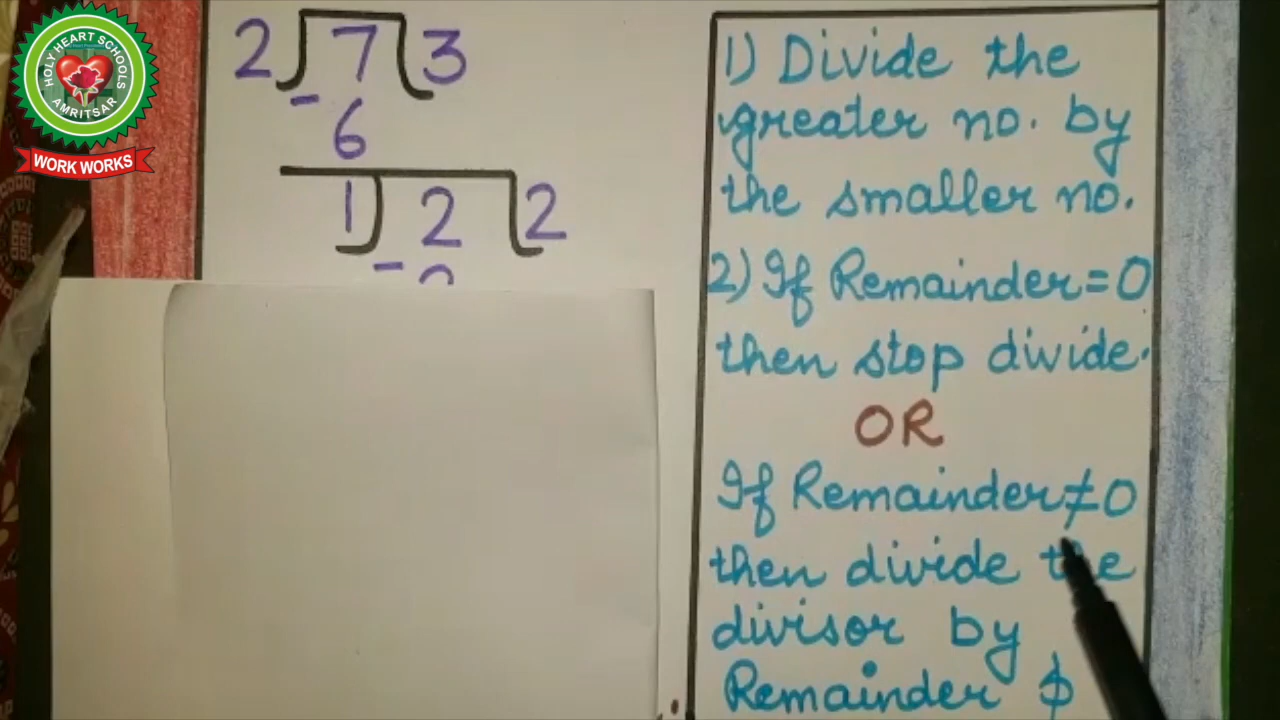 HOLY HEART SCHOOLS
AMRITSAR
WORK WORKS
2 7 3
- 6
1 2 2
-
1) Divide the
greater no. by
the smaller no.
2) If Remainder=0
then stop divide.
OR
If Remainder≠0
then divide the
divisor by
Remainder &